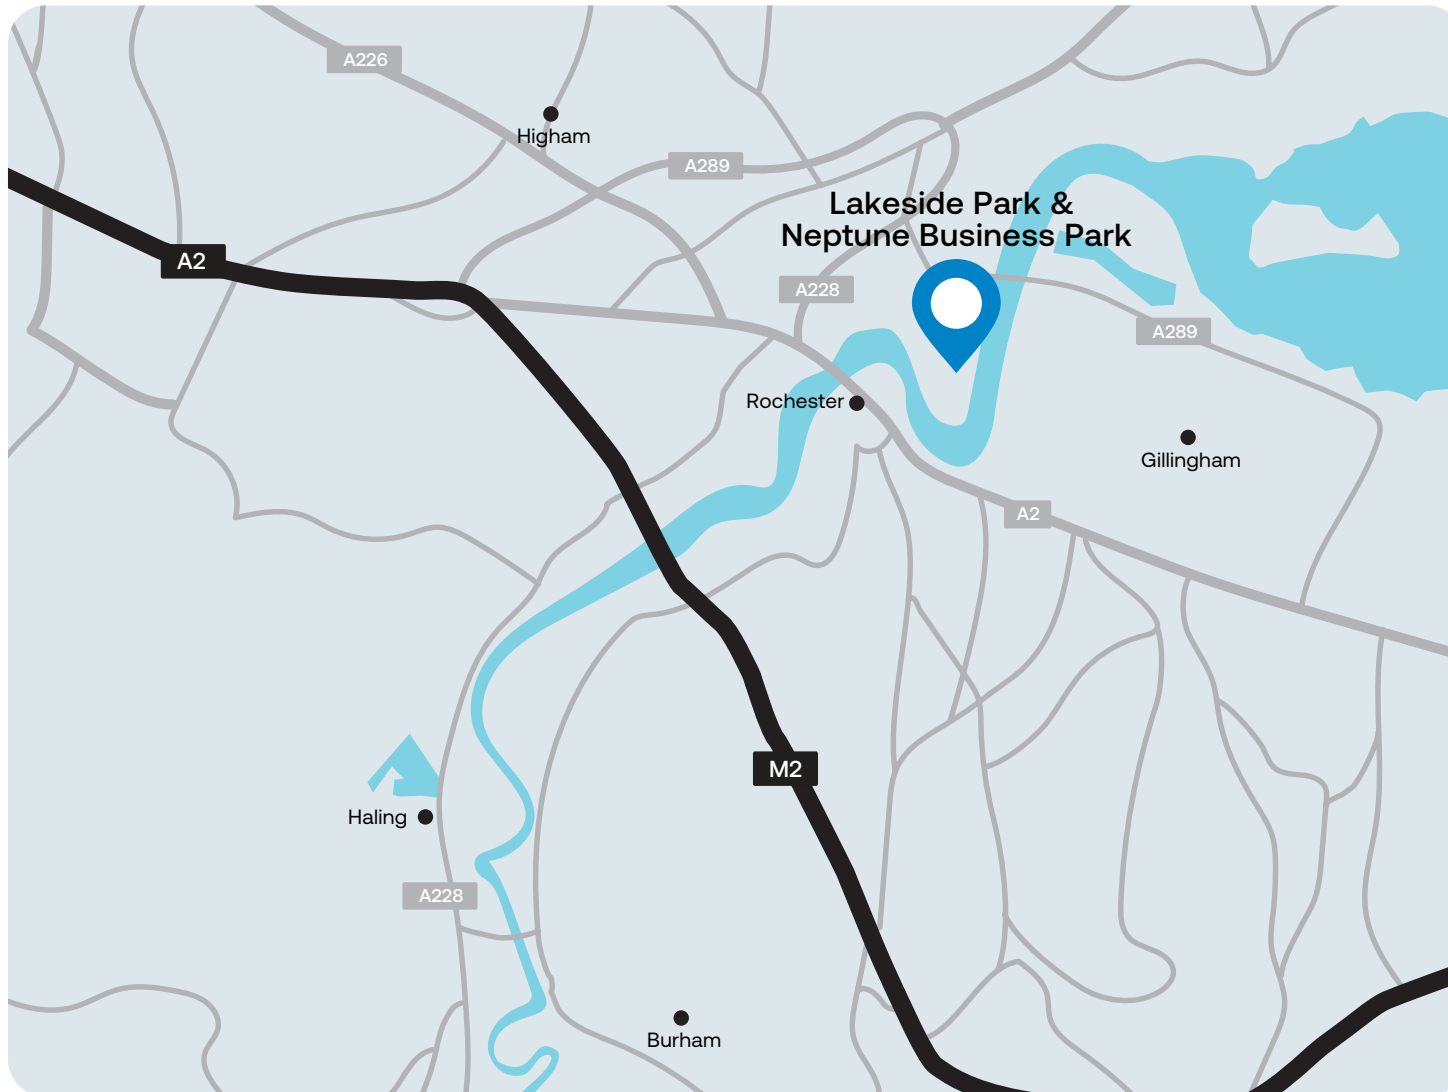 A226
Higham
A289
Lakeside Park &
Neptune Business Park
A2
A228
A289
Rochester
Gillingham
A2
M2
Haling
A228
Burham